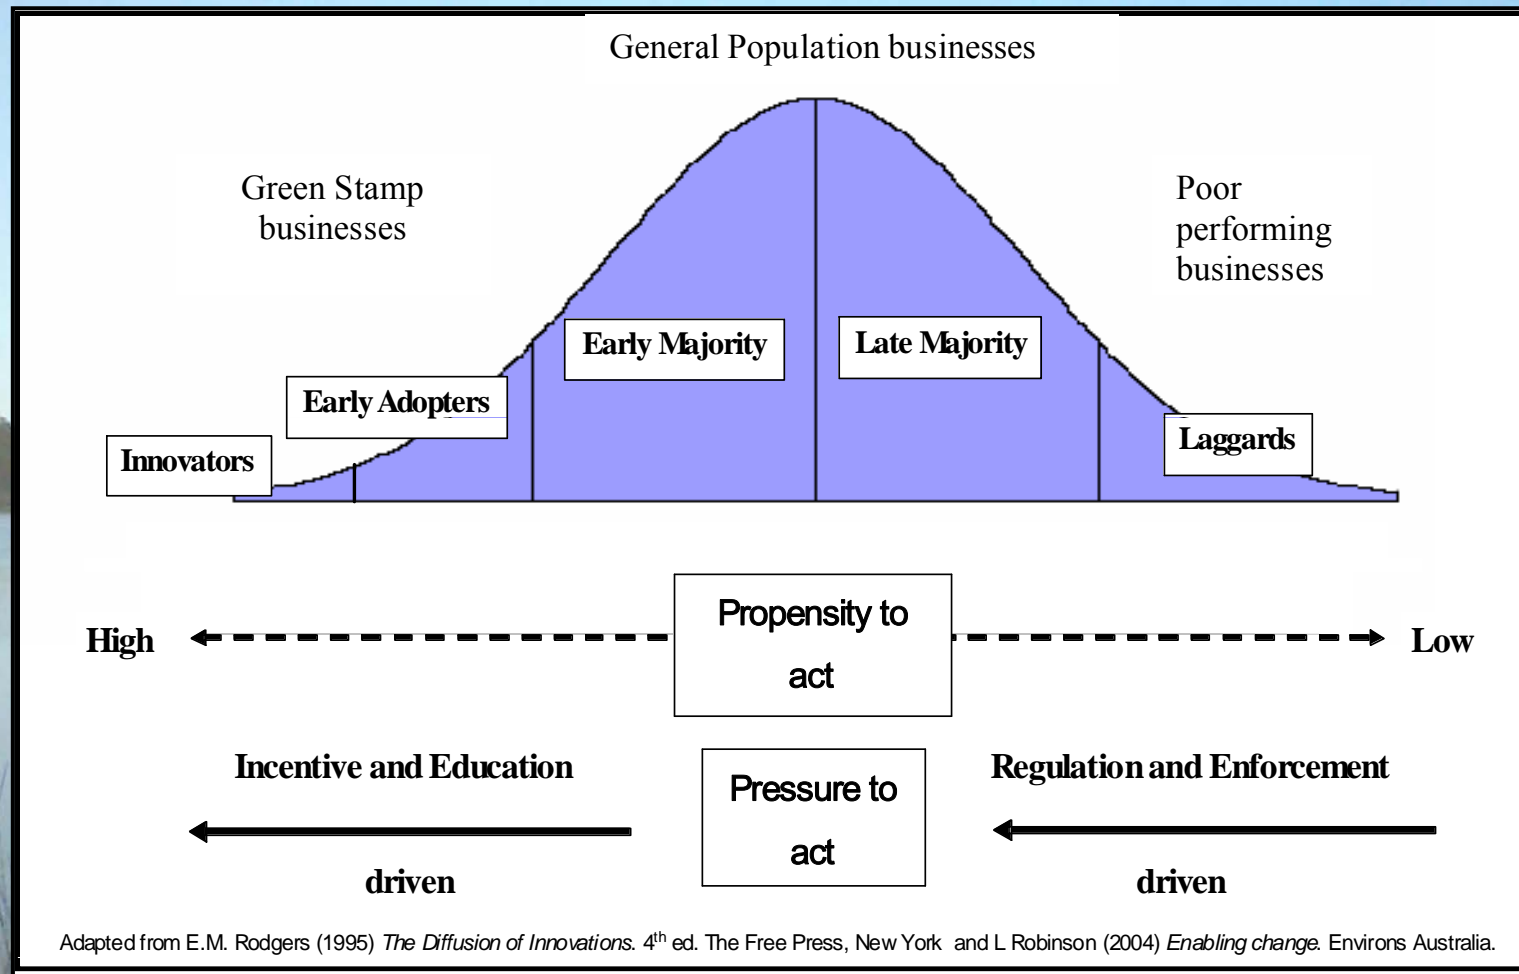 General Population businesses
Green Stamp
businesses
Poor
performing
businesses
Early Majority
Late Majority
Early Adopters
Laggards
Innovators
Propensity to
act
High
Low
Incentive and Education
Pressure to
act
Regulation and Enforcement
driven
driven
Adapted from E.M. Rodgers (1995) The Diffusion of Innovations. 4th ed. The Free Press, New York and L Robinson (2004) Enabling change. Environs Australia.